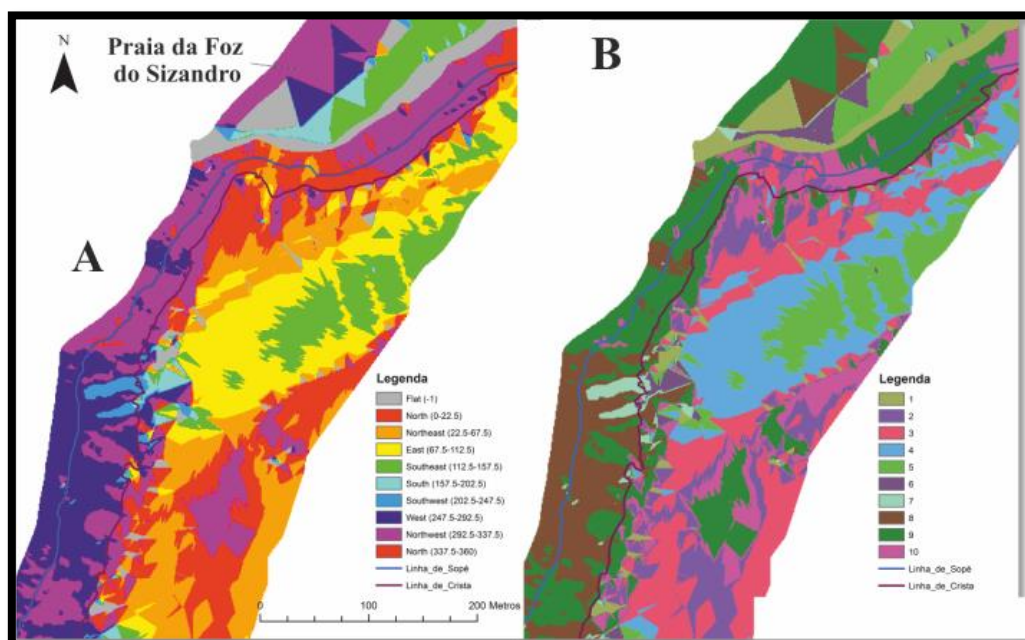 N
Praia da Foz
do Sizandro
B
A
Legenda
Flat (-1)
North (0-22.5)
Northeast (22.5-67.5)
East (67.5-112.5)
Southeast (112.5-157.5)
South (157.5-202.5)
Southwest (202.5-247.5)
West (247.5-292.5)
Northwest (292.5-337.5)
North (337.5-360)
Linha_de_Sopé
Linha_de_Crista
0 100 200 Metros
Legenda
1
2
3
4
5
6
7
8
9
10
Linha_de_Sopé
Linha_de_Crista